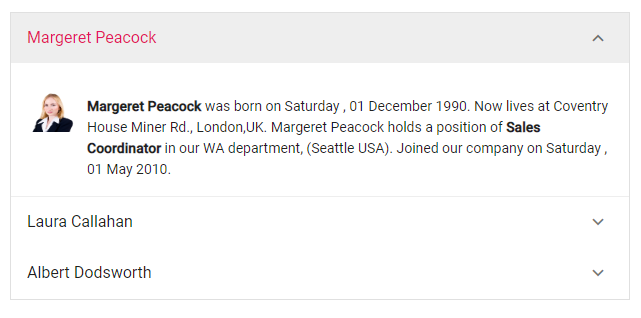 Margeret Peacock
Margeret Peacock was born on Saturday , 01 December 1990. Now lives at Coventry
House Miner Rd., London,UK. Margeret Peacock holds a position of Sales
Coordinator in our WA department, (Seattle USA). Joined our company on Saturday ,
01 May 2010.
Laura Callahan
Albert Dodsworth